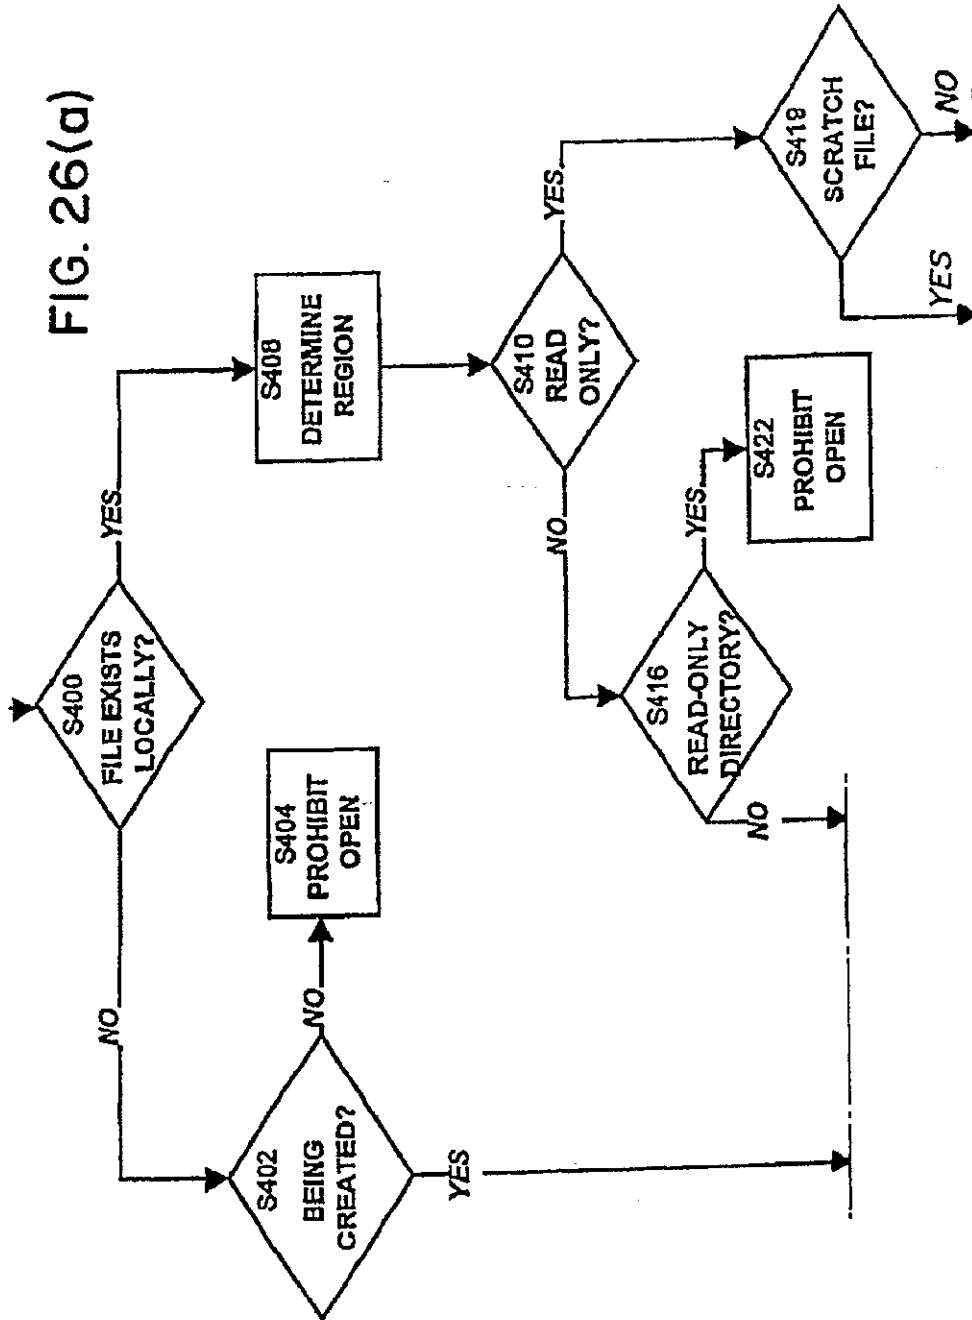 FIG. 26(a)
S400
FILE EXISTS
LOCALLY?
NO
YES
S402
BEING
CREATED?
NO
YES
S404
PROHIBIT
OPEN
S408
DETERMINE
REGION
S410
READ
ONLY?
NO
YES
S416
READ-ONLY
DIRECTORY?
NO
YES
S422
PROHIBIT
OPEN
S419
SCRATCH
FILE?
YES
NO